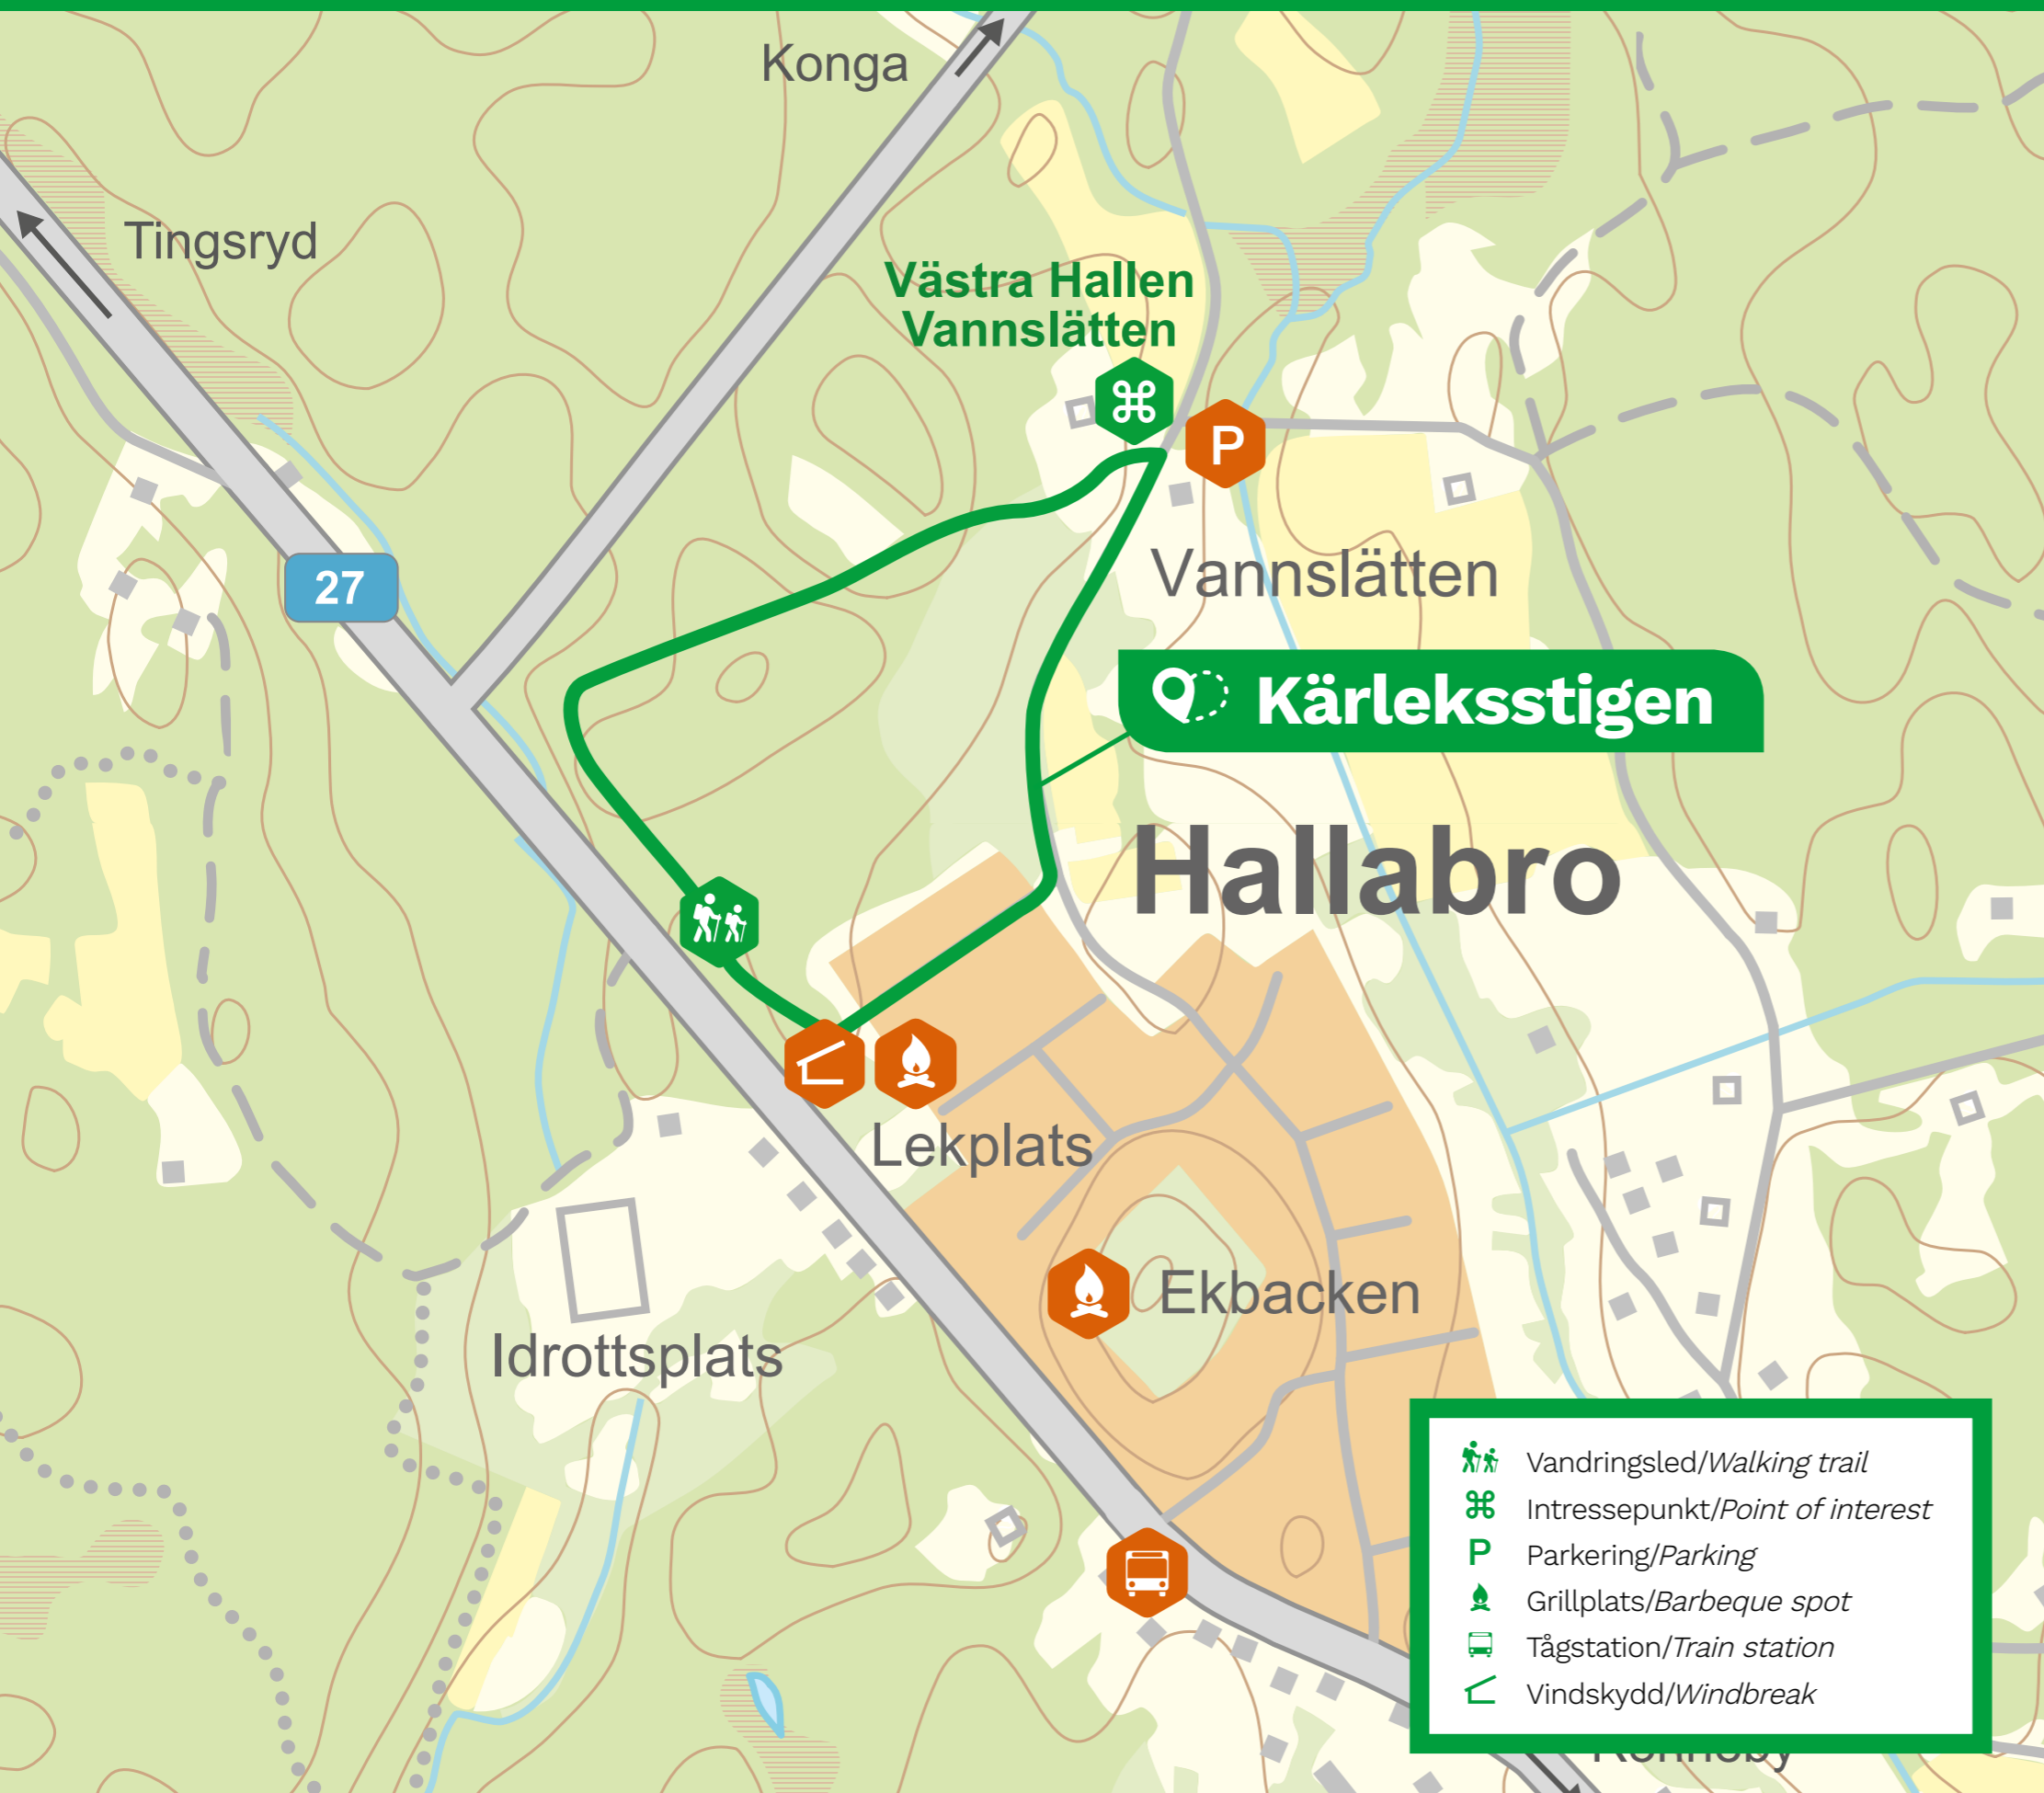 Konga
Tingsryd
Västra Hallen
Vannslätten
P
Vannslätten
27
Kärleksstigen
Hallabro
Lekplats
Ekbacken
Idrottsplats
Vandringsled/Walking trail
Intressepunkt/Point of interest
P Parkering/Parking
Grillplats/Barbeque spot
Tågstation/Train station
Vindskydd/Windbreak